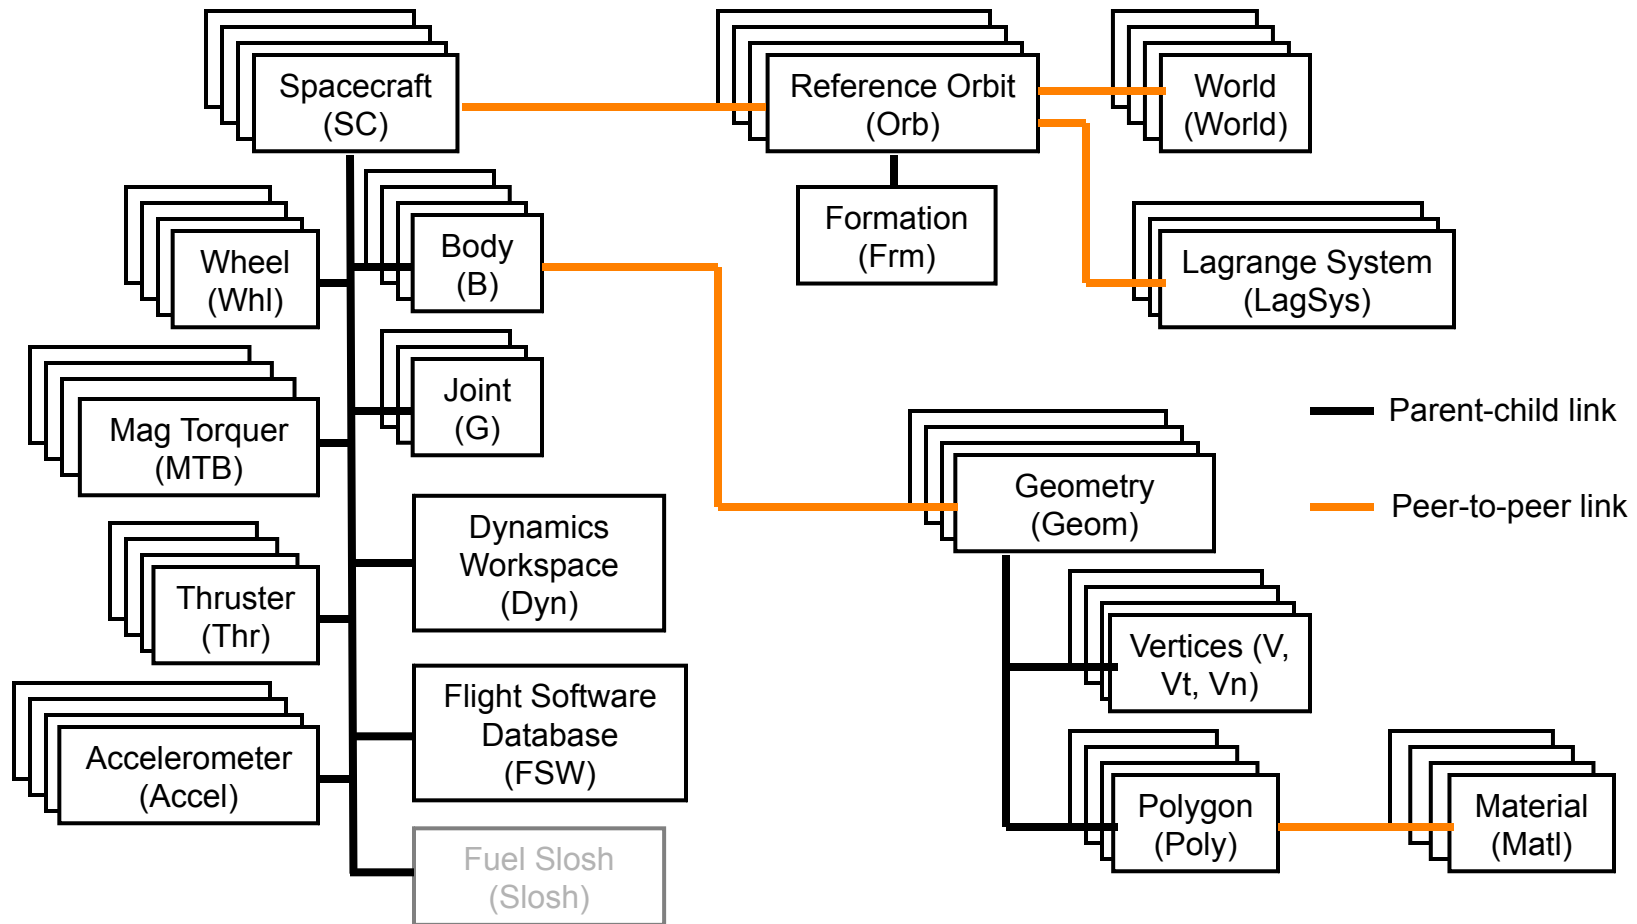 Spacecraft
(SC)
Reference Orbit
(Orb)
World
(World)
Formation
(Frm)
Lagrange System
(LagSys)
Wheel
(Whl)
Body
(B)
Mag Torquer
(MTB)
Joint
(G)
Thruster
(Thr)
Dynamics
Workspace
(Dyn)
Accelerometer
(Accel)
Flight Software
Database
(FSW)
Fuel Slosh
(Slosh)
Geometry
(Geom)
Vertices (V,
Vt, Vn)
Polygon
(Poly)
Material
(Matl)
Parent-child link
Peer-to-peer link